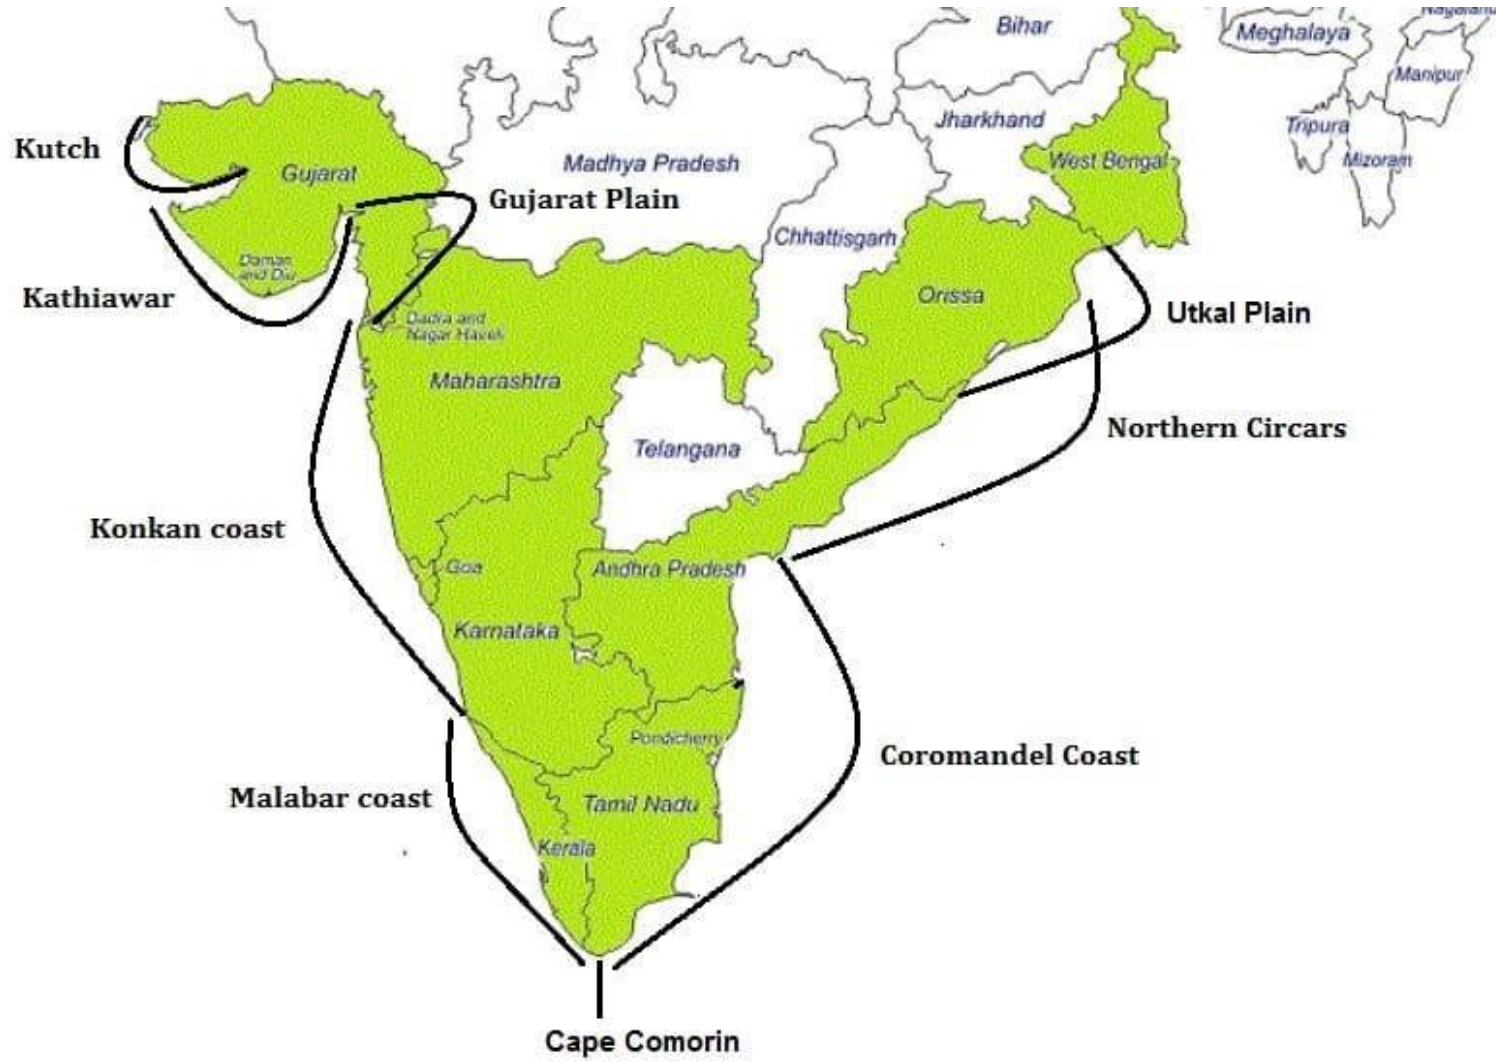 Bihar
Meghalaya
Manipur
Jharkhand
Tripura
Kutch
Madhya Pradesh
West Bengal
Mizoram
Gujarat
Gujarat Plain
Chhattisgarh
Daman
and Diu
Kathiawar
Orissa
Utkal Plain
Dadra and
Nagar Haveli
Maharashtra
Northern Circars
Telangana
Konkan coast
Goa
Andhra Pradesh
Karnataka
Pondicherry
Coromandel Coast
Malabar coast
Tamil Nadu
Kerala
Cape Comorin